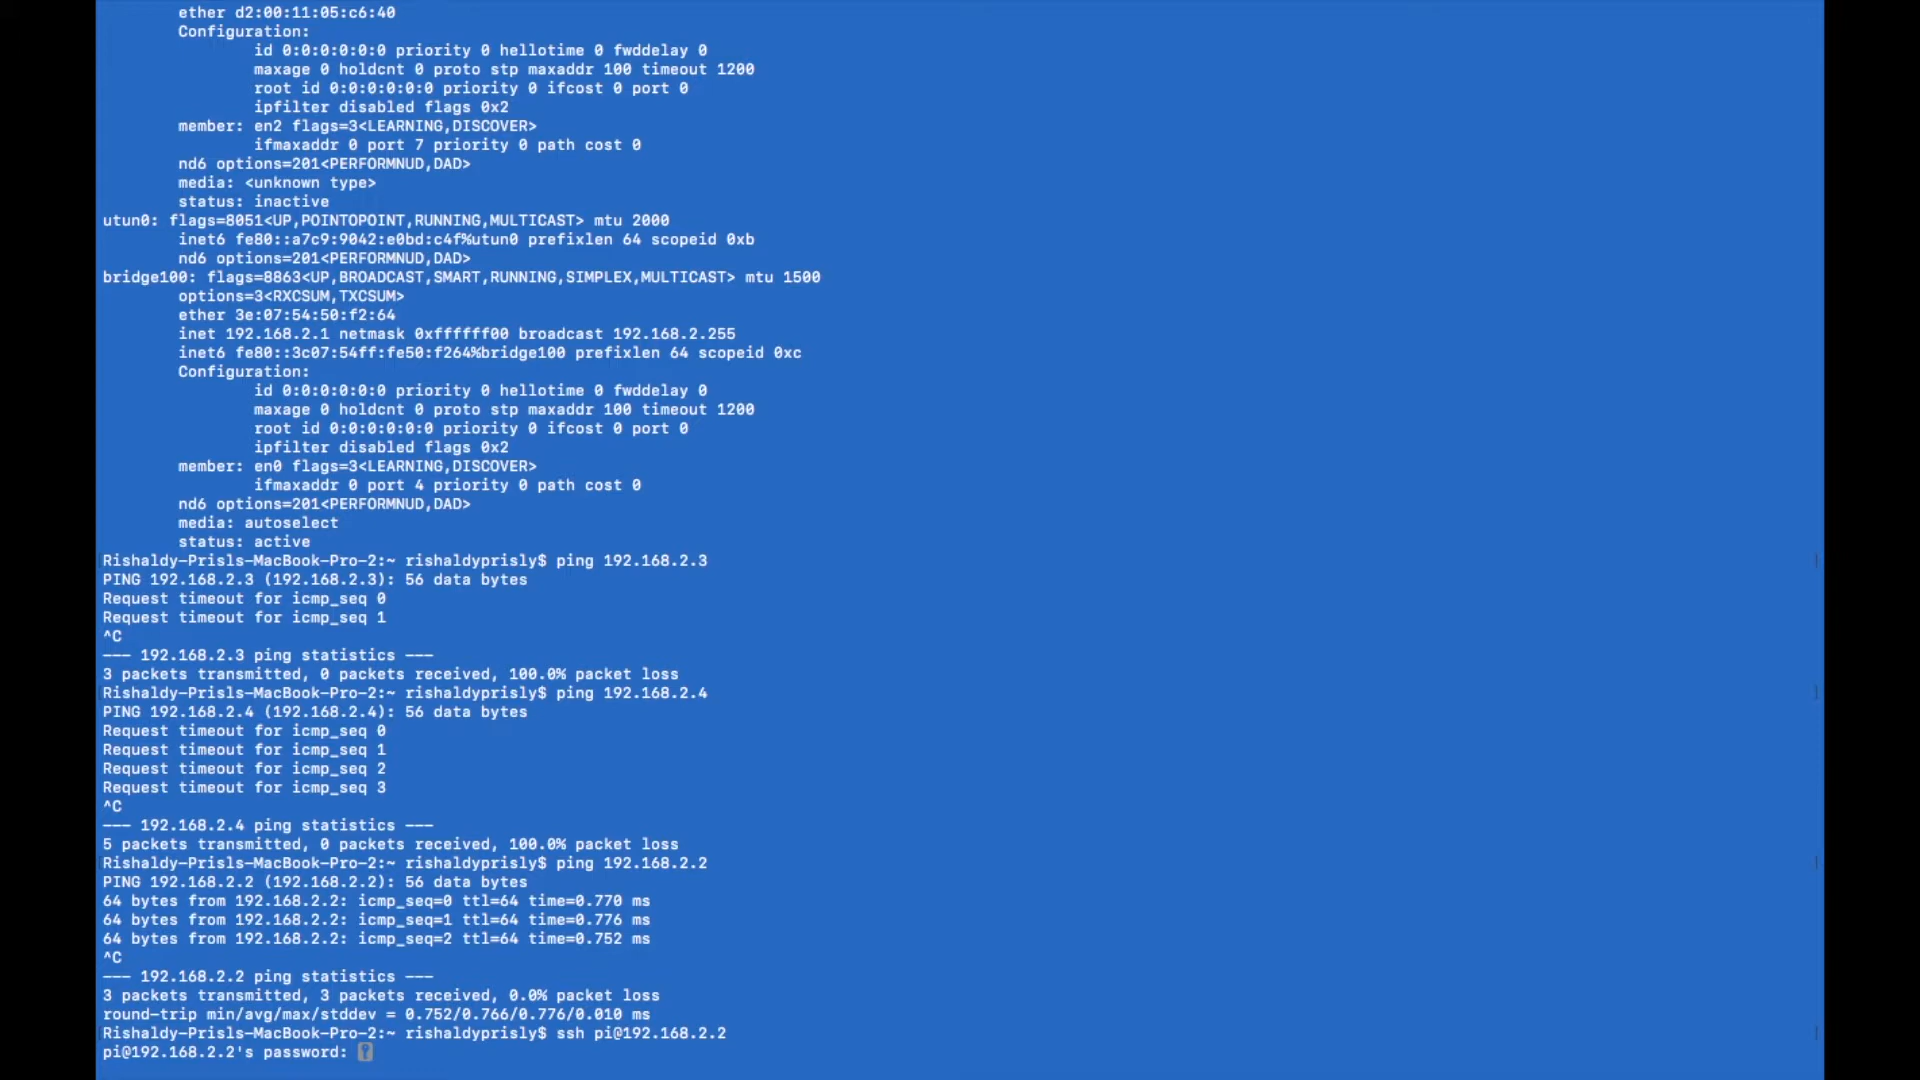 ether d2:00:11:05:c6:40
Configuration:
id 0:0:0:0:0:0 priority 0 hellotime 0 fwddelay 0
maxage 0 holdcnt 0 proto stp maxaddr 100 timeout 1200
root id 0:0:0:0:0:0 priority 0 ifcost 0 port 0
ipfilter disabled flags 0x2
member: en2 flags=3<LEARNING,DISCOVER>
ifmaxaddr 0 port 7 priority 0 path cost 0
nd6 options=201<PERFORMNUD,DAD>
media: <unknown type>
status: inactive
utun0: flags=8051<UP,POINTOPOINT,RUNNING,MULTICAST> mtu 2000
inet6 fe80::a7c9:9042:e0bd:c4f%utun0 prefixlen 64 scopeid 0xb
nd6 options=201<PERFORMNUD,DAD>
bridge100: flags=8863<UP,BROADCAST,SMART,RUNNING,SIMPLEX,MULTICAST> mtu 1500
options=3<RXCSUM,TXCSUM>
ether 3e:07:54:50:f2:64
inet 192.168.2.1 netmask 0xffffff00 broadcast 192.168.2.255
inet6 fe80::3c07:54ff:fe50:f264%bridge100 prefixlen 64 scopeid 0xc
Configuration:
id 0:0:0:0:0:0 priority 0 hellotime 0 fwddelay 0
maxage 0 holdcnt 0 proto stp maxaddr 100 timeout 1200
root id 0:0:0:0:0:0 priority 0 ifcost 0 port 0
ipfilter disabled flags 0x2
member: en0 flags=3<LEARNING,DISCOVER>
ifmaxaddr 0 port 4 priority 0 path cost 0
nd6 options=201<PERFORMNUD,DAD>
media: autoselect
status: active
Rishaldy-Prisls-MacBook-Pro-2:~ rishaldyprisly$ ping 192.168.2.3
PING 192.168.2.3 (192.168.2.3): 56 data bytes
Request timeout for icmp_seq 0
Request timeout for icmp_seq 1
^C
--- 192.168.2.3 ping statistics ---
3 packets transmitted, 0 packets received, 100.0% packet loss
Rishaldy-Prisls-MacBook-Pro-2:~ rishaldyprisly$ ping 192.168.2.4
PING 192.168.2.4 (192.168.2.4): 56 data bytes
Request timeout for icmp_seq 0
Request timeout for icmp_seq 1
Request timeout for icmp_seq 2
Request timeout for icmp_seq 3
^C
--- 192.168.2.4 ping statistics ---
5 packets transmitted, 0 packets received, 100.0% packet loss
Rishaldy-Prisls-MacBook-Pro-2:~ rishaldyprisly$ ping 192.168.2.2
PING 192.168.2.2 (192.168.2.2): 56 data bytes
64 bytes from 192.168.2.2: icmp_seq=0 ttl=64 time=0.770 ms
64 bytes from 192.168.2.2: icmp_seq=1 ttl=64 time=0.776 ms
64 bytes from 192.168.2.2: icmp_seq=2 ttl=64 time=0.752 ms
^C
--- 192.168.2.2 ping statistics ---
3 packets transmitted, 3 packets received, 0.0% packet loss
round-trip min/avg/max/stddev = 0.752/0.766/0.776/0.010 ms
Rishaldy-Prisls-MacBook-Pro-2:~ rishaldyprisly$ ssh pi@192.168.2.2
pi@192.168.2.2's password: